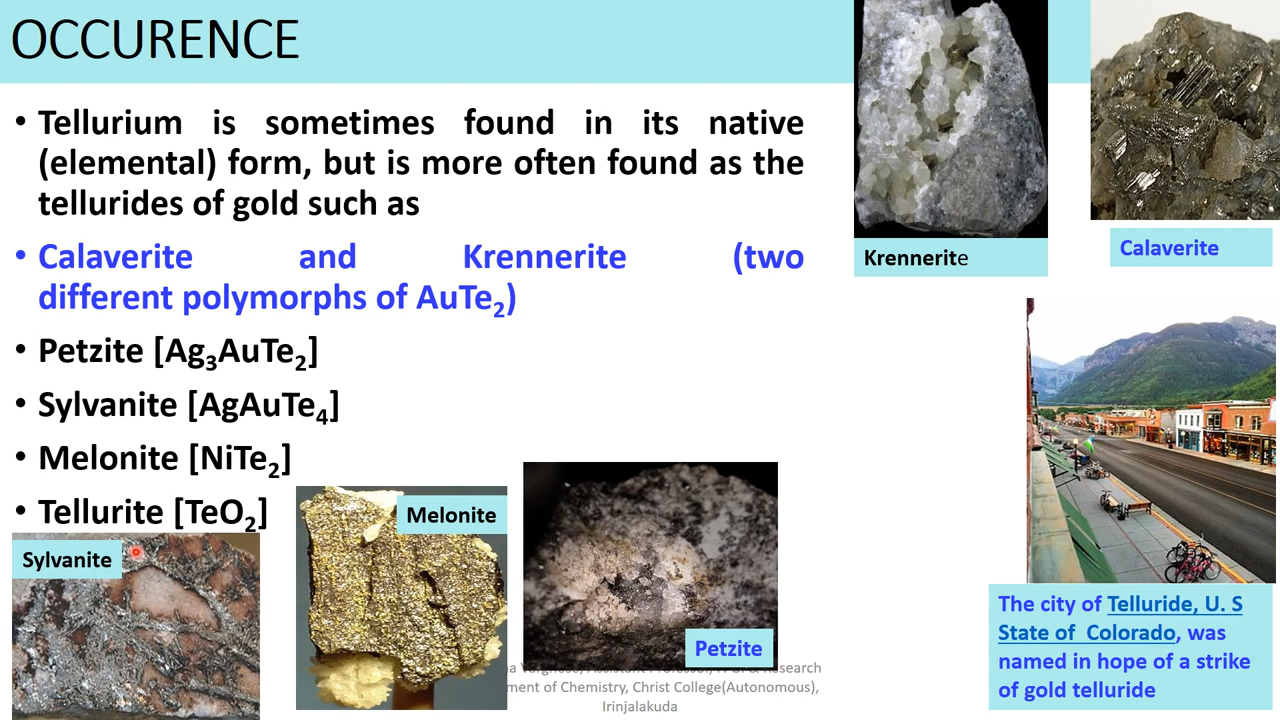 OCCURENCE
• Tellurium is sometimes found in its native
(elemental) form, but is more often found as the
tellurides of gold such as
• Calaverite and Krennerite (two
different polymorphs of AuTe₂)
• Petzite [Ag₃AuTe₂]
• Sylvanite [AgAuTe₄]
• Melonite [NiTe₂]
• Tellurite [TeO₂]
Krennerite
Calaverite
Sylvanite
Melonite
Petzite
The city of Telluride, U. S
State of Colorado, was
named in hope of a strike
of gold telluride
Research
of Chemistry, Christ College(Autonomous),
Irinjalakuda